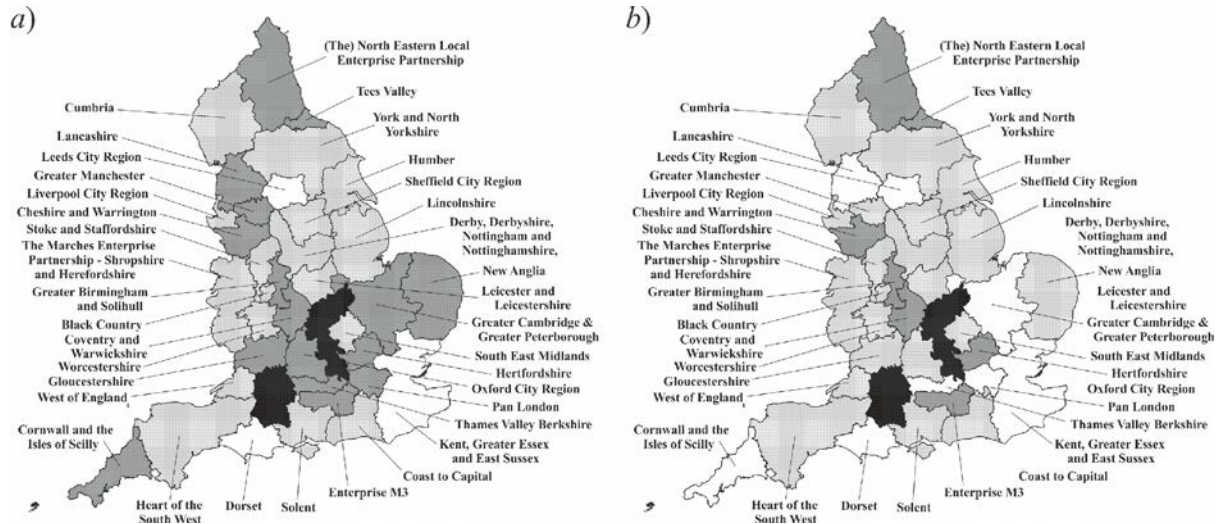 a)
(The) North Eastern Local
Enterprise Partnership
Tees Valley
Cumbria
York and North
Yorkshire
Lancashire
Leeds City Region
Humber
Greater Manchester
Sheffield City Region
Liverpool City Region
Lincolnshire
Cheshire and Warrington
Derby, Derbyshire,
Nottingham and
Nottinghamshire,
Stoke and Staffordshire
The Marches Enterprise
Partnership - Shropshire
and Herefordshire
New Anglia
Greater Birmingham
and Solihull
Leicester and
Leicestershire
Black Country
Greater Cambridge &
Greater Peterborough
Coventry and
Warwickshire
South East Midlands
Worcestershire
Hertfordshire
Gloucestershire
Oxford City Region
West of England
Pan London
Thames Valley Berkshire
Cornwall and the
Isles of Scilly
Kent, Greater Essex
and East Sussex
Coast to Capital
Enterprise M3
Heart of the
South West
Dorset
Solent
b)
(The) North Eastern Local
Enterprise Partnership
Tees Valley
Cumbria
York and North
Yorkshire
Lancashire
Leeds City Region
Humber
Greater Manchester
Sheffield City Region
Liverpool City Region
Lincolnshire
Cheshire and Warrington
Derby, Derbyshire,
Nottingham and
Nottinghamshire,
Stoke and Staffordshire
The Marches Enterprise
Partnership - Shropshire
and Herefordshire
New Anglia
Greater Birmingham
and Solihull
Leicester and
Leicestershire
Black Country
Greater Cambridge &
Greater Peterborough
Coventry and
Warwickshire
South East Midlands
Worcestershire
Hertfordshire
Gloucestershire
Oxford City Region
West of England
Pan London
Thames Valley Berkshire
Cornwall and the
Isles of Scilly
Kent, Greater Essex
and East Sussex
Coast to Capital
Enterprise M3
Heart of the
South West
Dorset
Solent